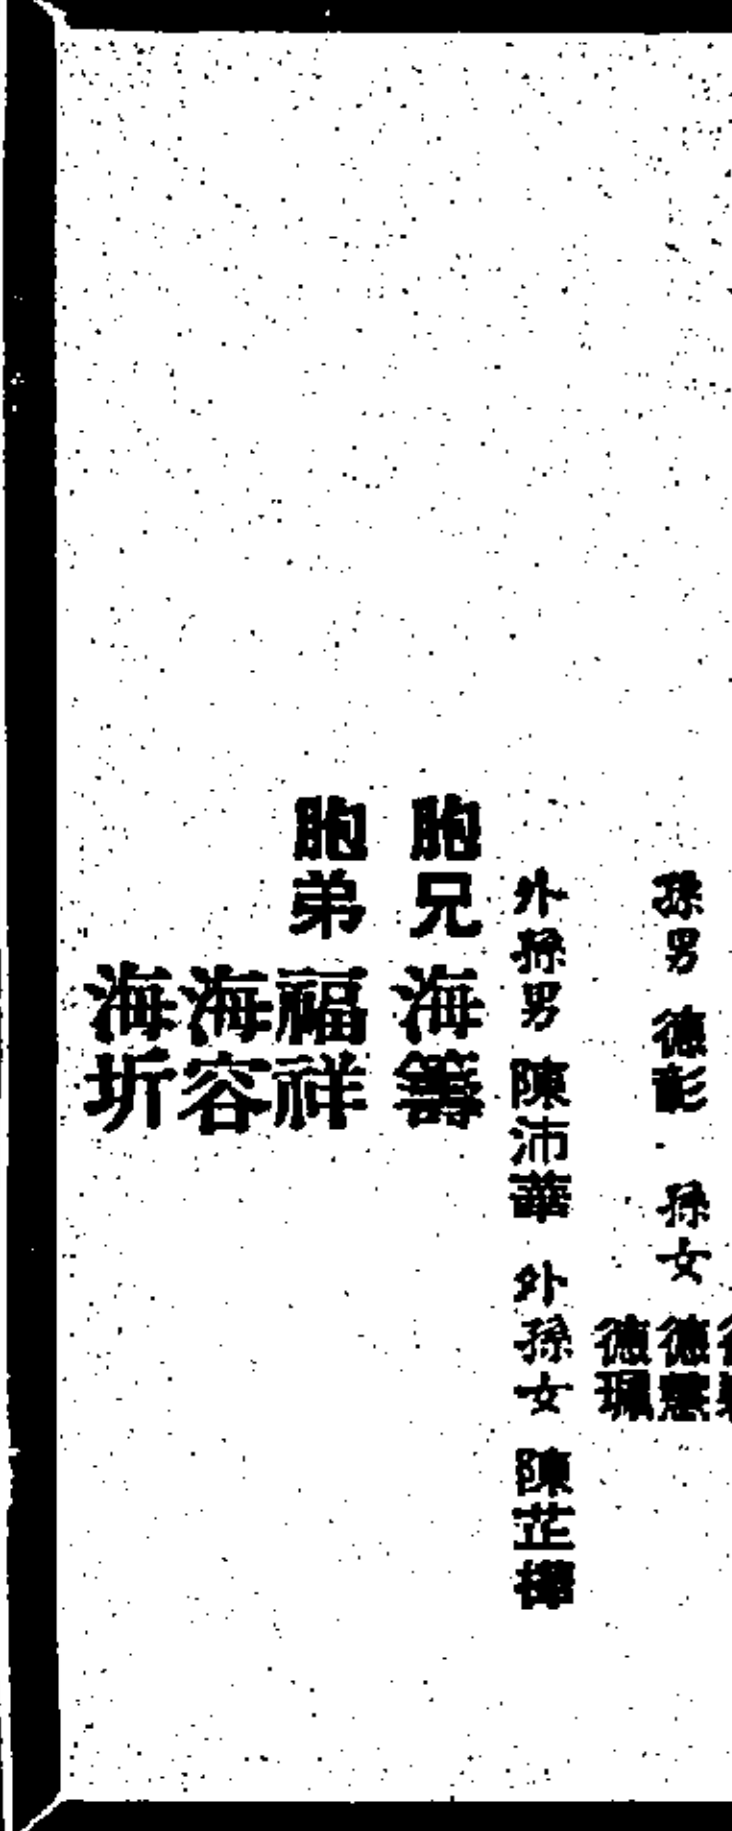 孫男 德彭 孫女 德慧
德珮
外孫男 陳沛華 外孫女 陳芷樺
胞兄 海籌
胞弟 福祥
海容
海圻